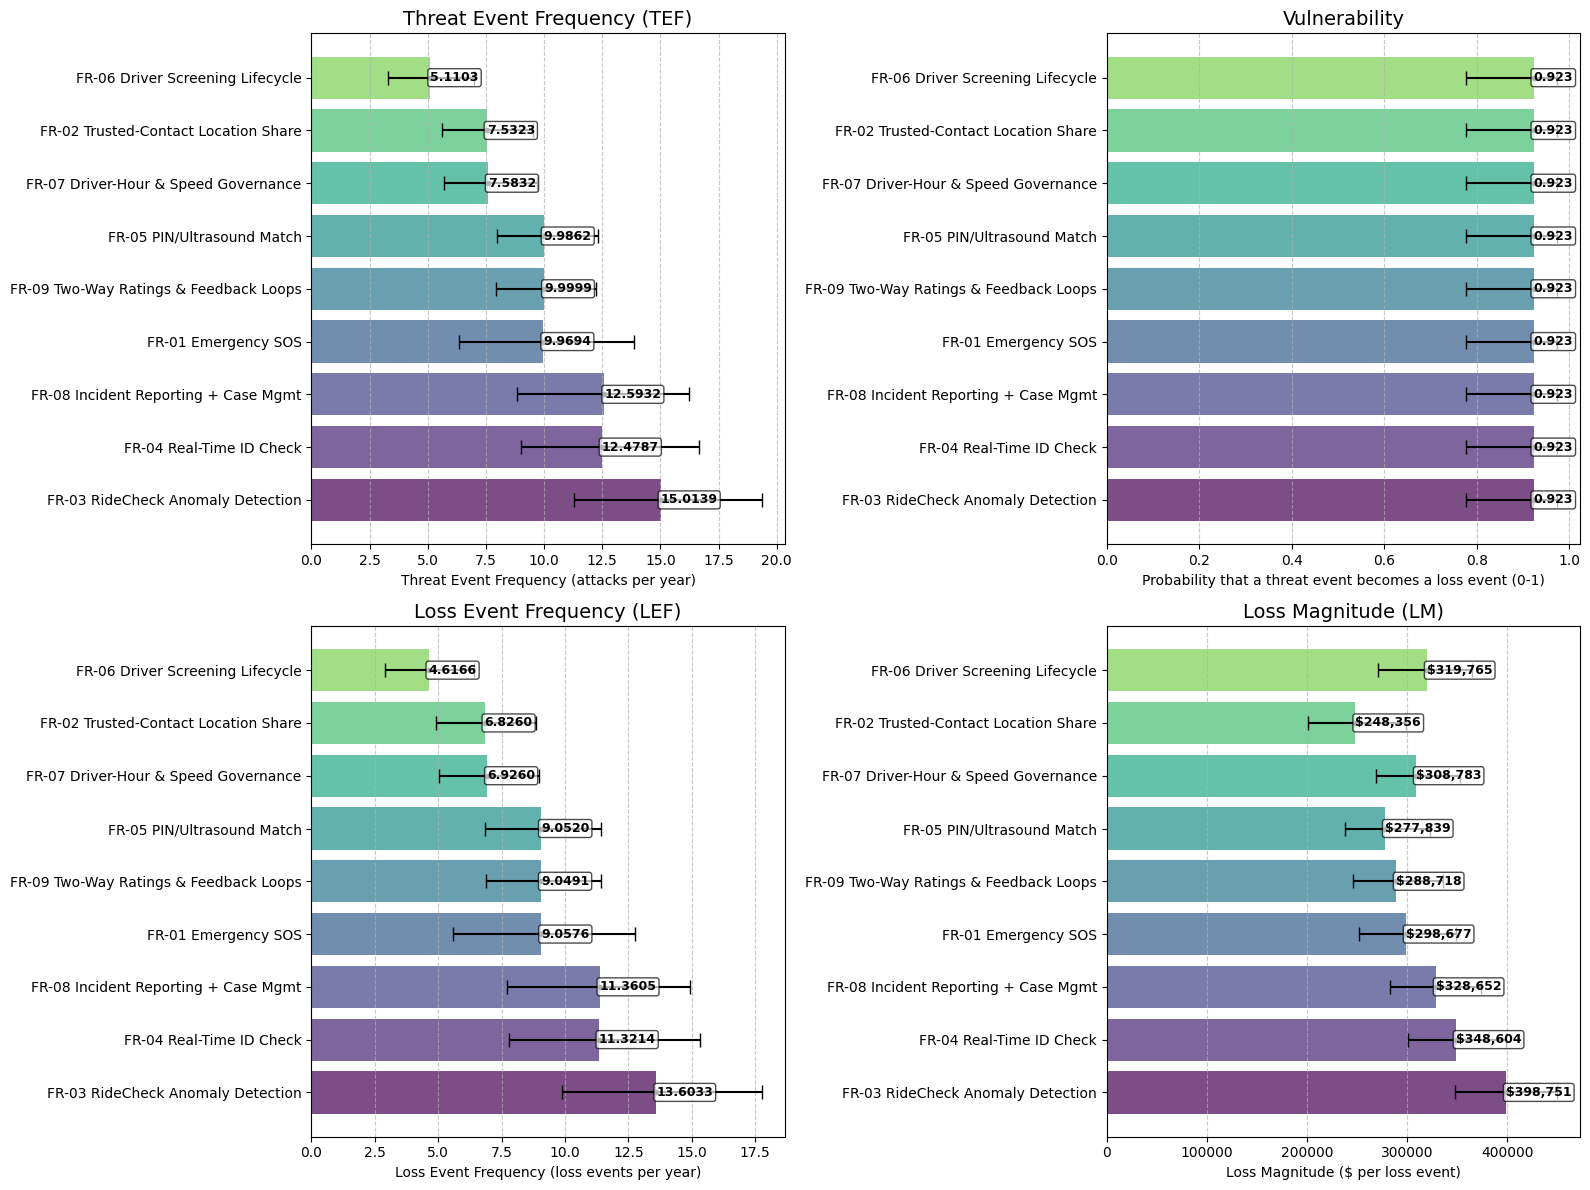 Threat Event Frequency (TEF)
FR-06 Driver Screening Lifecycle
5.1103
FR-02 Trusted-Contact Location Share
7.5323
FR-07 Driver-Hour & Speed Governance
7.5832
FR-05 PIN/Ultrasound Match
9.9862
FR-09 Two-Way Ratings & Feedback Loops
9.9999
FR-01 Emergency SOS
9.9694
FR-08 Incident Reporting + Case Mgmt
12.5932
FR-04 Real-Time ID Check
12.4787
FR-03 RideCheck Anomaly Detection
15.0139
0.0 2.5 5.0 7.5 10.0 12.5 15.0 17.5 20.0
Threat Event Frequency (attacks per year)
Vulnerability
FR-06 Driver Screening Lifecycle
0.923
FR-02 Trusted-Contact Location Share
0.923
FR-07 Driver-Hour & Speed Governance
0.923
FR-05 PIN/Ultrasound Match
0.923
FR-09 Two-Way Ratings & Feedback Loops
0.923
FR-01 Emergency SOS
0.923
FR-08 Incident Reporting + Case Mgmt
0.923
FR-04 Real-Time ID Check
0.923
FR-03 RideCheck Anomaly Detection
0.923
0.0 0.2 0.4 0.6 0.8 1.0
Probability that a threat event becomes a loss event (0-1)
Loss Event Frequency (LEF)
FR-06 Driver Screening Lifecycle
4.6166
FR-02 Trusted-Contact Location Share
6.8260
FR-07 Driver-Hour & Speed Governance
6.9260
FR-05 PIN/Ultrasound Match
9.0520
FR-09 Two-Way Ratings & Feedback Loops
9.0491
FR-01 Emergency SOS
9.0576
FR-08 Incident Reporting + Case Mgmt
11.3605
FR-04 Real-Time ID Check
11.3214
FR-03 RideCheck Anomaly Detection
13.6033
0.0 2.5 5.0 7.5 10.0 12.5 15.0 17.5
Loss Event Frequency (loss events per year)
Loss Magnitude (LM)
FR-06 Driver Screening Lifecycle
$319,765
FR-02 Trusted-Contact Location Share
$248,356
FR-07 Driver-Hour & Speed Governance
$308,783
FR-05 PIN/Ultrasound Match
$277,839
FR-09 Two-Way Ratings & Feedback Loops
$288,718
FR-01 Emergency SOS
$298,677
FR-08 Incident Reporting + Case Mgmt
$328,652
FR-04 Real-Time ID Check
$348,604
FR-03 RideCheck Anomaly Detection
$398,751
0 100000 200000 300000 400000
Loss Magnitude ($ per loss event)